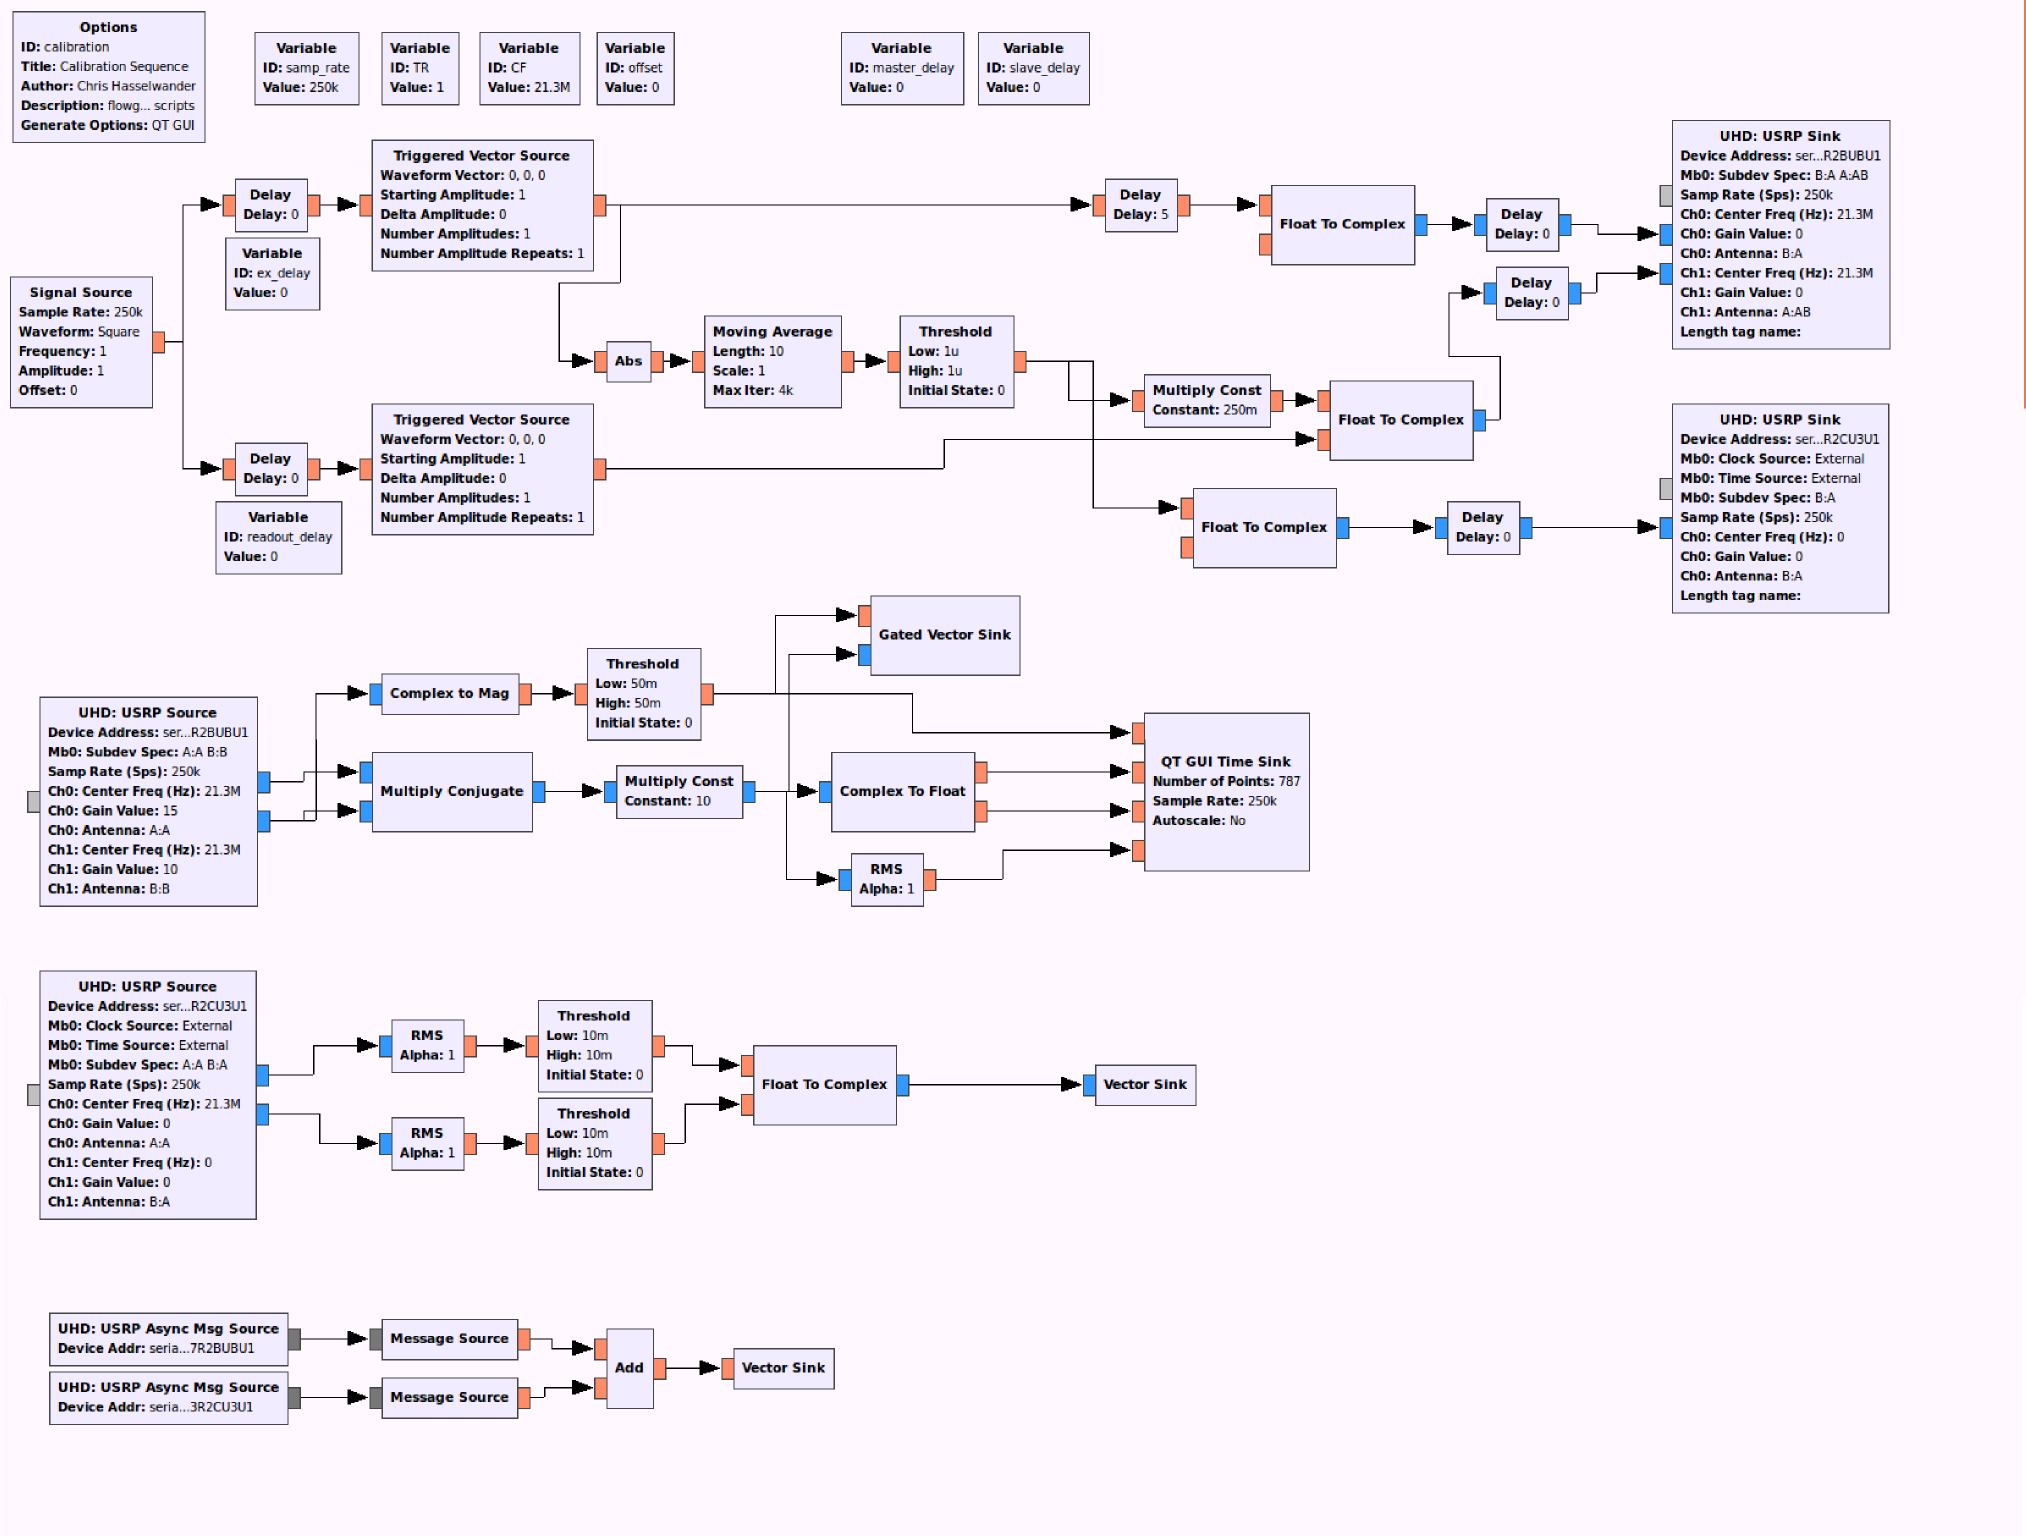 Options
ID: calibration
Title: Calibration Sequence
Author: Chris Hasselwander
Description: flowg... scripts
Generate Options: QT GUI
Variable
ID: samp_rate
Value: 250k
Variable
ID: TR
Value: 1
Variable
ID: CF
Value: 21.3M
Variable
ID: offset
Value: 0
Variable
ID: master_delay
Value: 0
Variable
ID: slave_delay
Value: 0
Signal Source
Sample Rate: 250k
Waveform: Square
Frequency: 1
Amplitude: 1
Offset: 0
Delay
Delay: 0
Variable
ID: ex_delay
Value: 0
Triggered Vector Source
Waveform Vector: 0, 0, 0
Starting Amplitude: 1
Delta Amplitude: 0
Number Amplitudes: 1
Number Amplitude Repeats: 1
Delay
Delay: 5
Float To Complex
Delay
Delay: 0
Delay
Delay: 0
UHD: USRP Sink
Device Address: ser...R2BUBU1
Mb0: Subdev Spec: B:A A:AB
Samp Rate (Sps): 250k
Ch0: Center Freq (Hz): 21.3M
Ch0: Gain Value: 0
Ch0: Antenna: B:A
Ch1: Center Freq (Hz): 21.3M
Ch1: Gain Value: 0
Ch1: Antenna: A:AB
Length tag name:
Abs
Moving Average
Length: 10
Scale: 1
Max Iter: 4k
Threshold
Low: 1u
High: 1u
Initial State: 0
Multiply Const
Constant: 250m
Float To Complex
Delay
Delay: 0
Variable
ID: readout_delay
Value: 0
Triggered Vector Source
Waveform Vector: 0, 0, 0
Starting Amplitude: 1
Delta Amplitude: 0
Number Amplitudes: 1
Number Amplitude Repeats: 1
Float To Complex
Delay
Delay: 0
UHD: USRP Sink
Device Address: ser...R2CU3U1
Mb0: Clock Source: External
Mb0: Time Source: External
Mb0: Subdev Spec: B:A
Samp Rate (Sps): 250k
Ch0: Center Freq (Hz): 0
Ch0: Gain Value: 0
Ch0: Antenna: B:A
Length tag name:
Gated Vector Sink
UHD: USRP Source
Device Address: ser...R2BUBU1
Mb0: Subdev Spec: A:A B:B
Samp Rate (Sps): 250k
Ch0: Center Freq (Hz): 21.3M
Ch0: Gain Value: 15
Ch0: Antenna: A:A
Ch1: Center Freq (Hz): 21.3M
Ch1: Gain Value: 10
Ch1: Antenna: B:B
Complex to Mag
Threshold
Low: 50m
High: 50m
Initial State: 0
Multiply Conjugate
Multiply Const
Constant: 10
Complex To Float
RMS
Alpha: 1
QT GUI Time Sink
Number of Points: 787
Sample Rate: 250k
Autoscale: No
UHD: USRP Source
Device Address: ser...R2CU3U1
Mb0: Clock Source: External
Mb0: Time Source: External
Mb0: Subdev Spec: A:A B:A
Samp Rate (Sps): 250k
Ch0: Center Freq (Hz): 21.3M
Ch0: Gain Value: 0
Ch0: Antenna: A:A
Ch1: Center Freq (Hz): 0
Ch1: Gain Value: 0
Ch1: Antenna: B:A
RMS
Alpha: 1
Threshold
Low: 10m
High: 10m
Initial State: 0
RMS
Alpha: 1
Threshold
Low: 10m
High: 10m
Initial State: 0
Float To Complex
Vector Sink
UHD: USRP Async Msg Source
Device Addr: seria...7R2BUBU1
Message Source
UHD: USRP Async Msg Source
Device Addr: seria...3R2CU3U1
Message Source
Add
Vector Sink